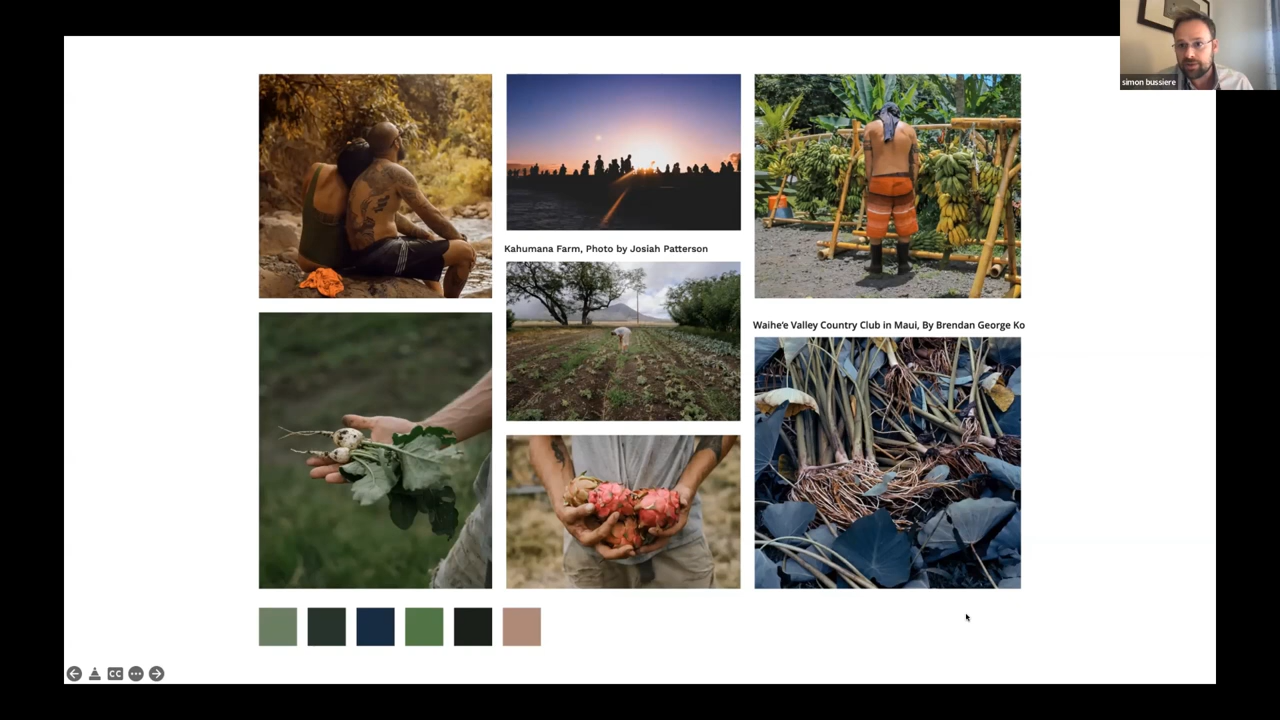 simon bussiere
Kahumana Farm, Photo by Josiah Patterson
Waihe'e Valley Country Club in Maui, By Brendan George Ko
CC